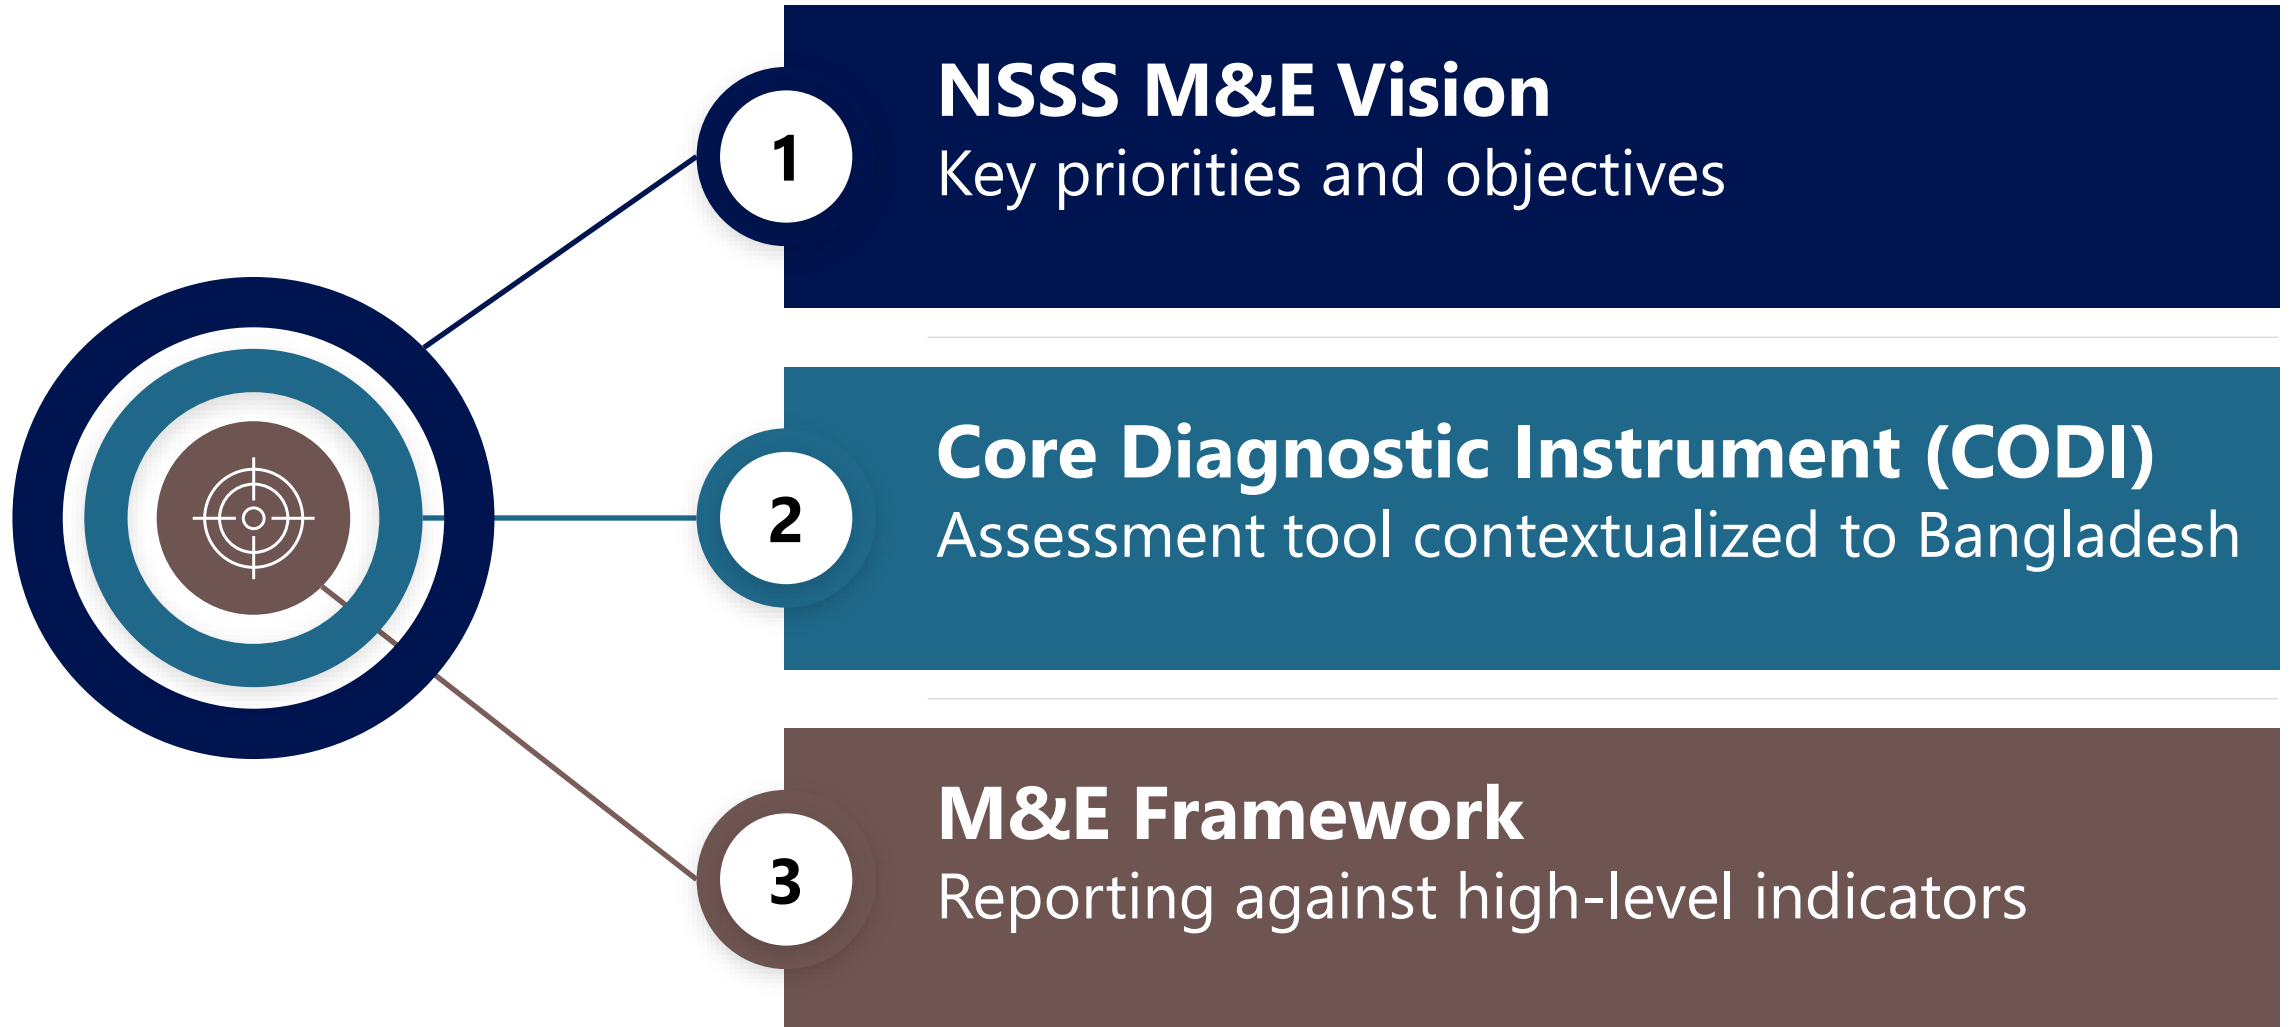 1
NSSS M&E Vision
Key priorities and objectives
2
Core Diagnostic Instrument (CODI)
Assessment tool contextualized to Bangladesh
3
M&E Framework
Reporting against high-level indicators